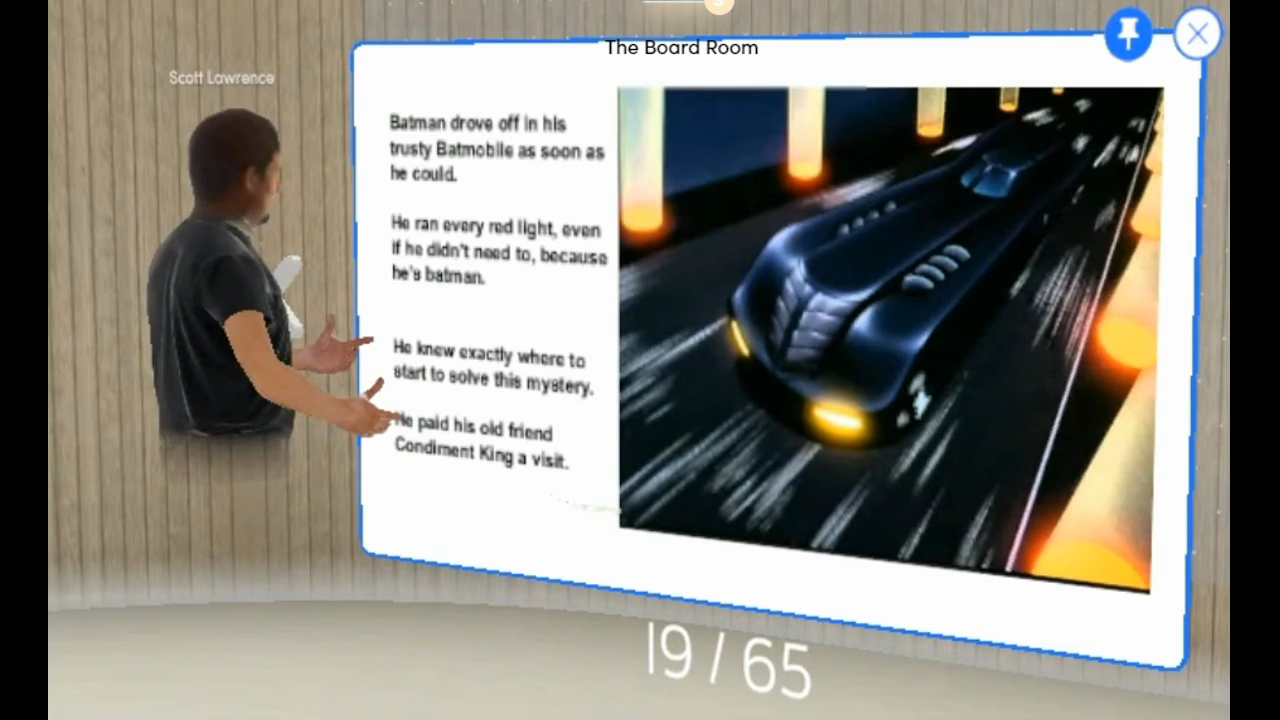 The Board Room
Scott Lawrence
Batman drove off in his
trusty Batmobile as soon as
he could.
He ran every red light, even
if he didn't need to, because
he's batman.
He knew exactly where to
start to solve this mystery.
He paid his old friend
Condiment King a visit.
19 / 65